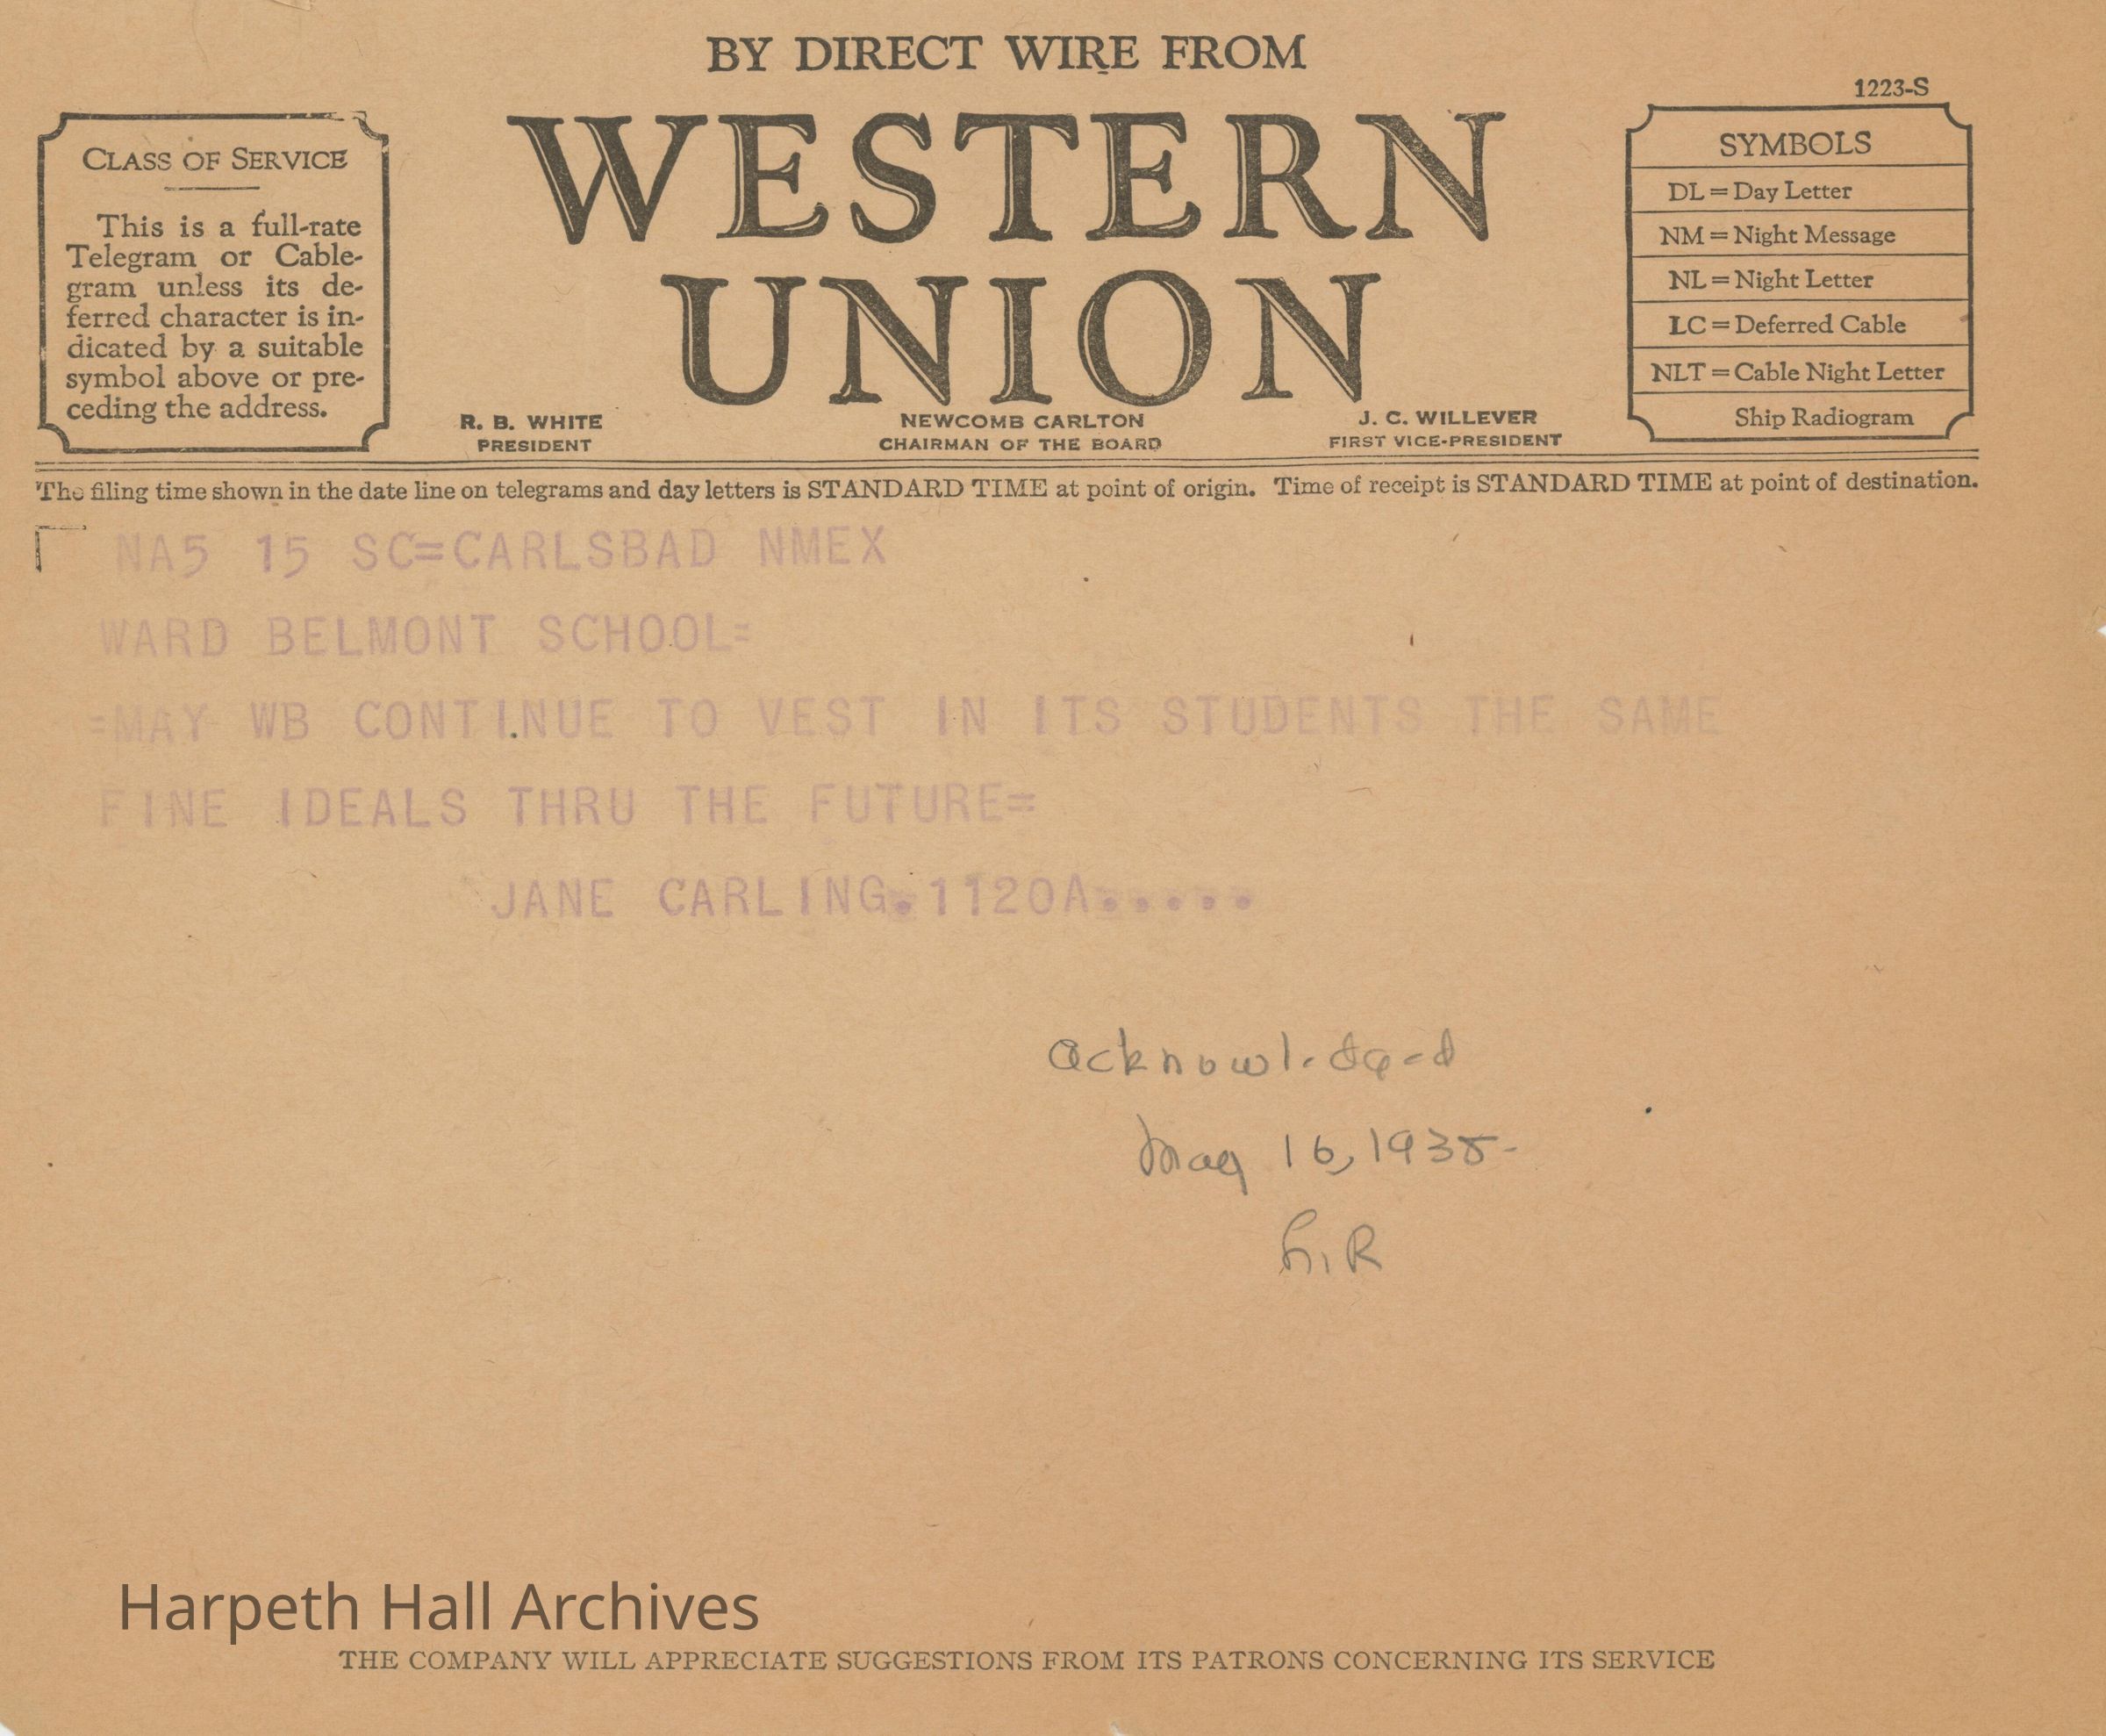 BY DIRECT WIRE FROM
1223-S
WESTERN
UNION
CLASS OF SERVICE
This is a full-rate
Telegram or Cable-
gram unless its de-
ferred character is in-
dicated by a suitable
symbol above or pre-
ceding the address.
R. B. WHITE
PRESIDENT
NEWCOMB CARLTON
CHAIRMAN OF THE BOARD
J. C. WILLEVER
FIRST VICE-PRESIDENT
SYMBOLS
DL = Day Letter
NM = Night Message
NL = Night Letter
LC = Deferred Cable
NLT = Cable Night Letter
Ship Radiogram
The filing time shown in the date line on telegrams and day letters is STANDARD TIME at point of origin. Time of receipt is STANDARD TIME at point of destination.
NA5 15 SC=CARLSBAD NMEX
WARD BELMONT SCHOOL=
=MAY WB CONTINUE TO VEST IN ITS STUDENTS THE SAME
FINE IDEALS THRU THE FUTURE=
JANE CARLING.1120A.....
acknowledged
May 16, 1938-
R
Harpeth Hall Archives
THE COMPANY WILL APPRECIATE SUGGESTIONS FROM ITS PATRONS CONCERNING ITS SERVICE